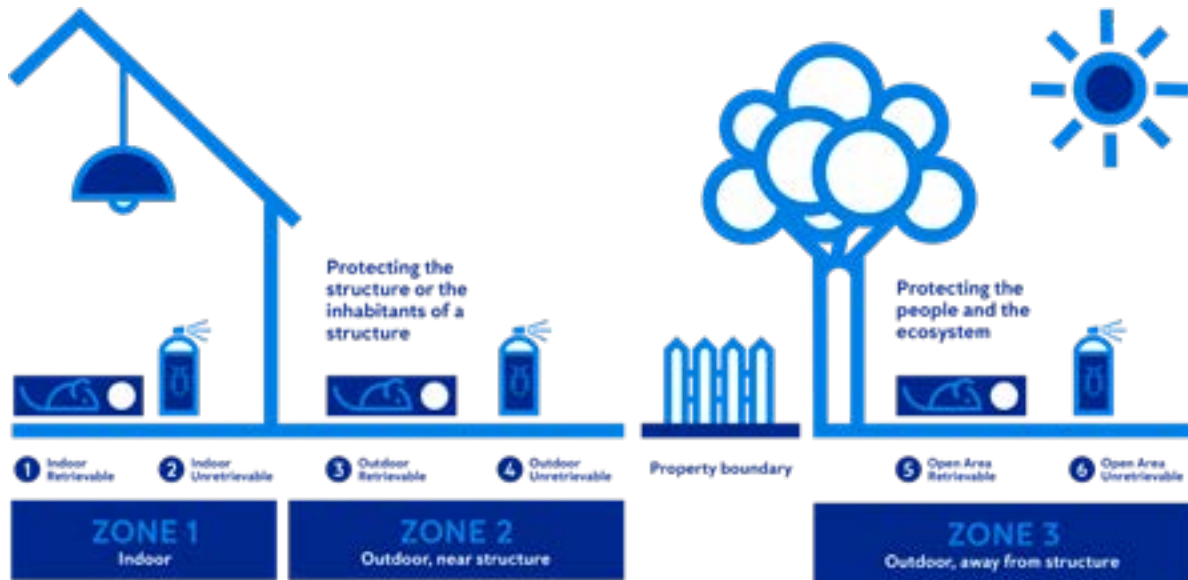 Protecting the
structure or the
inhabitants of a
structure
Protecting the
people and the
ecosystem
1 Indoor
Retrievable
2 Indoor
Unretrievable
3 Outdoor
Retrievable
4 Outdoor
Unretrievable
Property boundary
5 Open Area
Retrievable
6 Open Area
Unretrievable
ZONE 1
Indoor
ZONE 2
Outdoor, near structure
ZONE 3
Outdoor, away from structure